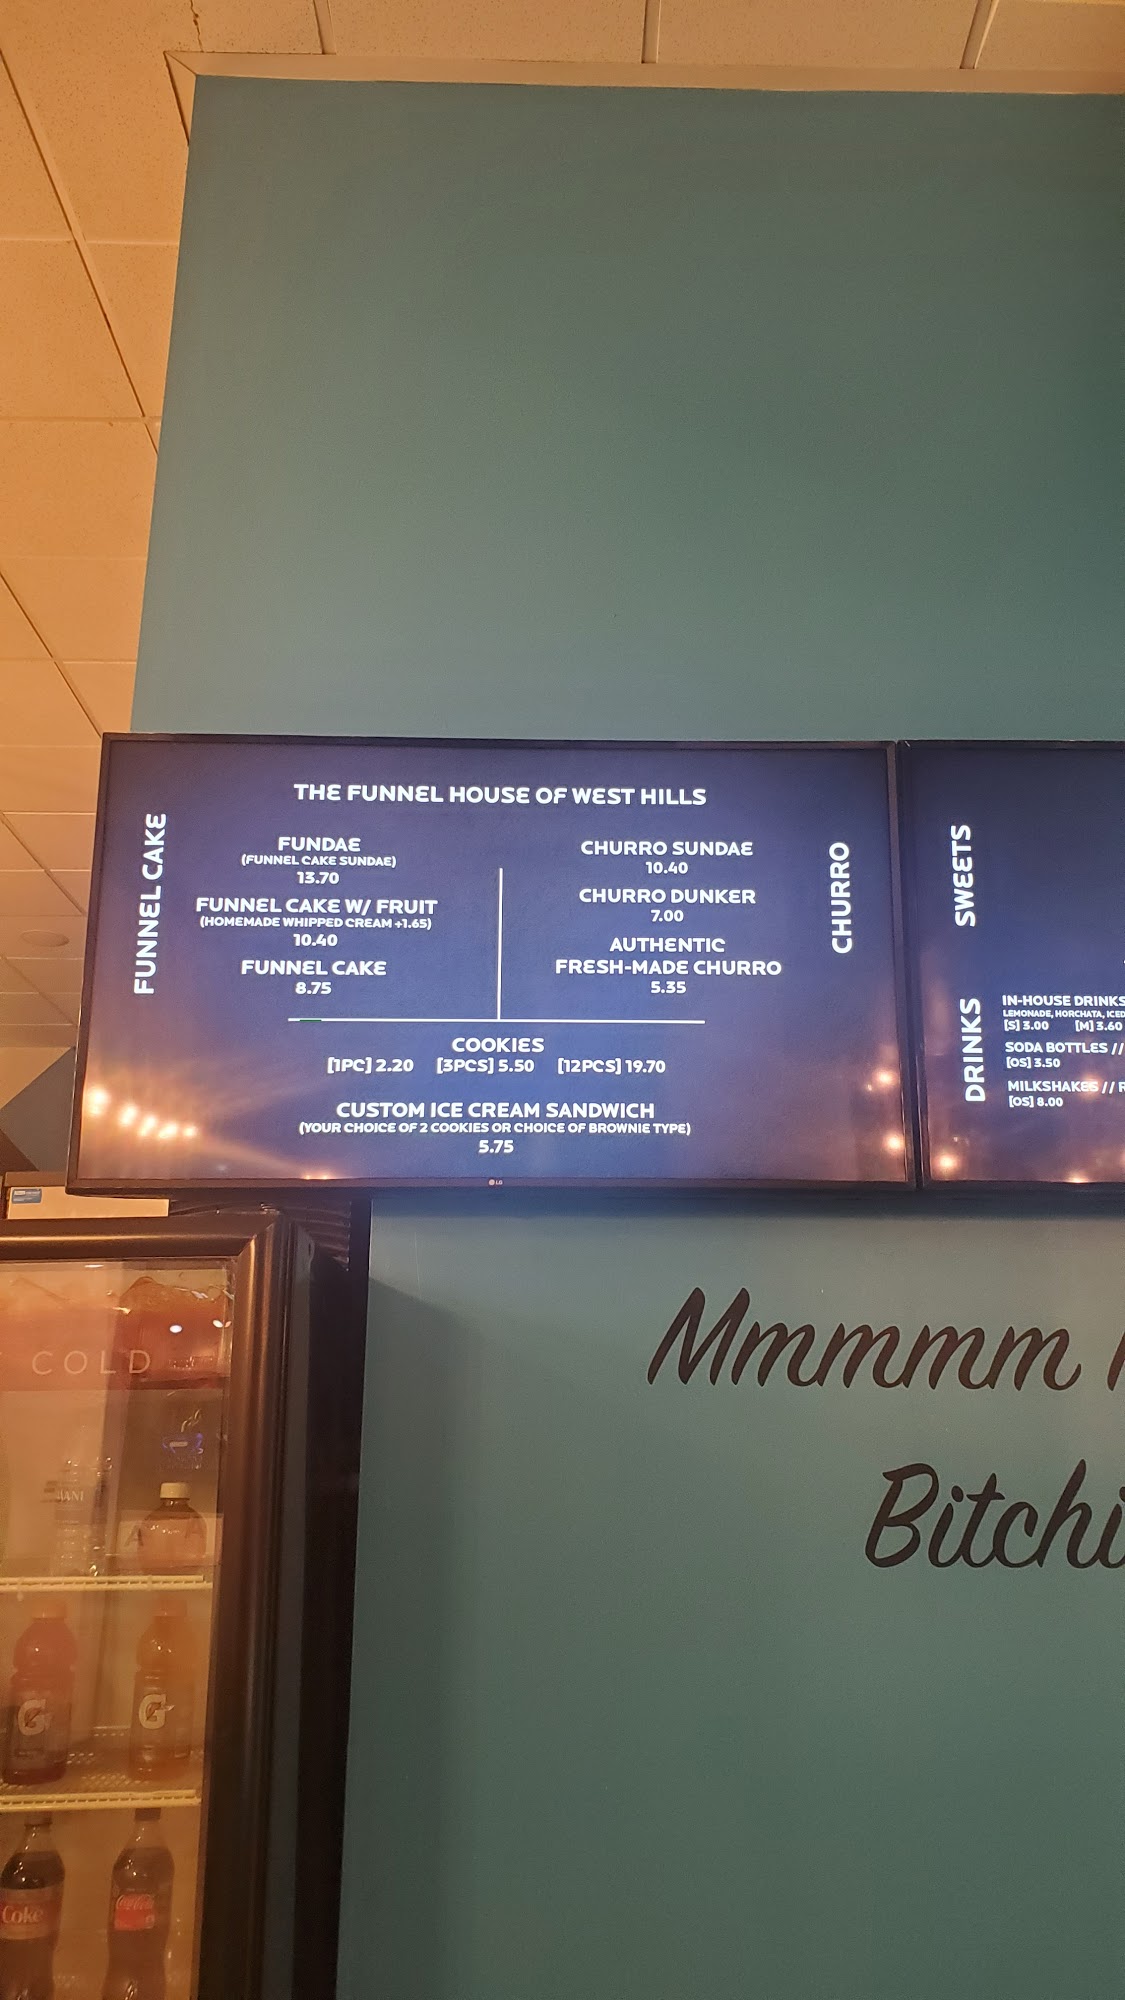 THE FUNNEL HOUSE OF WEST HILLS
FUNNEL CAKE
FUNDAE
(FUNNEL CAKE SUNDAE)
13.70
FUNNEL CAKE W/ FRUIT
(HOMEMADE WHIPPED CREAM +1.65)
10.40
FUNNEL CAKE
8.75
CHURRO
CHURRO SUNDAE
10.40
CHURRO DUNKER
7.00
AUTHENTIC
FRESH-MADE CHURRO
5.35
COOKIES
[1PC] 2.20 [3PCS] 5.50 [12PCS] 19.70
CUSTOM ICE CREAM SANDWICH
(YOUR CHOICE OF 2 COOKIES OR CHOICE OF BROWNIE TYPE)
5.75
LG
SWEETS
DRINKS
IN-HOUSE DRINKS
LEMONADE, HORCHATA, ICED
[S] 3.00 [M] 3.60
SODA BOTTLES //
[OS] 3.50
MILKSHAKES // R
[OS] 8.00
Mmmmm
Bitchi
COLD
G
G
Coke
Coca-Cola